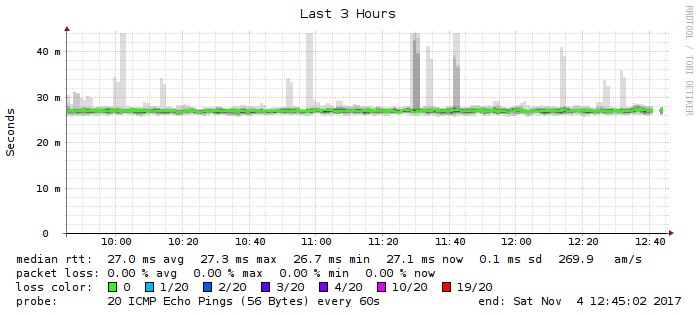 Last 3 Hours
RRDTOOL / TOBI OETIKER
Seconds
40 m
30 m
20 m
10 m
0
10:00 10:20 10:40 11:00 11:20 11:40 12:00 12:20 12:40
median rtt: 27.0 ms avg 27.3 ms max 26.7 ms min 27.1 ms now 0.1 ms sd 269.9 am/s
packet loss: 0.00 % avg 0.00 % max 0.00 % min 0.00 % now
loss color: 0 1/20 2/20 3/20 4/20 10/20 19/20
probe: 20 ICMP Echo Pings (56 Bytes) every 60s end: Sat Nov 4 12:45:02 2017